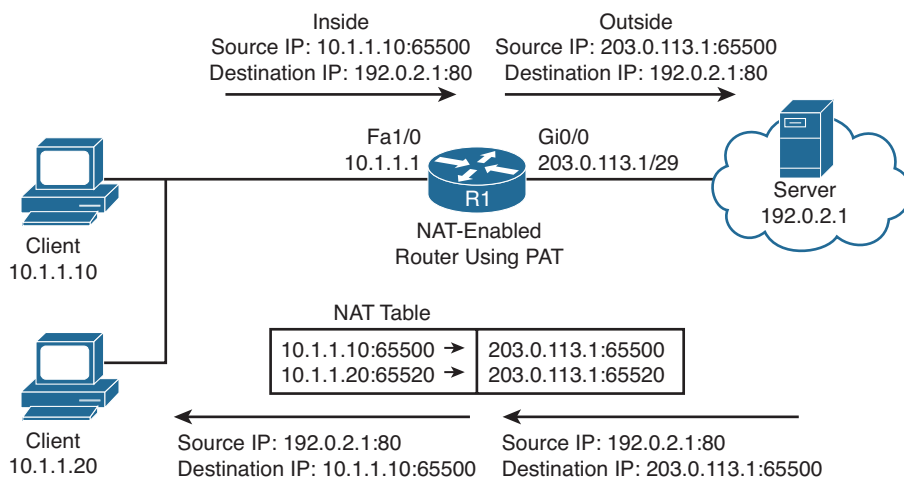 Inside
Source IP: 10.1.1.10:65500
Destination IP: 192.0.2.1:80
Outside
Source IP: 203.0.113.1:65500
Destination IP: 192.0.2.1:80
Fa1/0
10.1.1.1
Gi0/0
203.0.113.1/29
R1
NAT-Enabled
Router Using PAT
Server
192.0.2.1
Client
10.1.1.10
NAT Table
10.1.1.10:65500 → 203.0.113.1:65500
10.1.1.20:65520 → 203.0.113.1:65520
Client
10.1.1.20
Source IP: 192.0.2.1:80
Destination IP: 10.1.1.10:65500
Source IP: 192.0.2.1:80
Destination IP: 203.0.113.1:65500